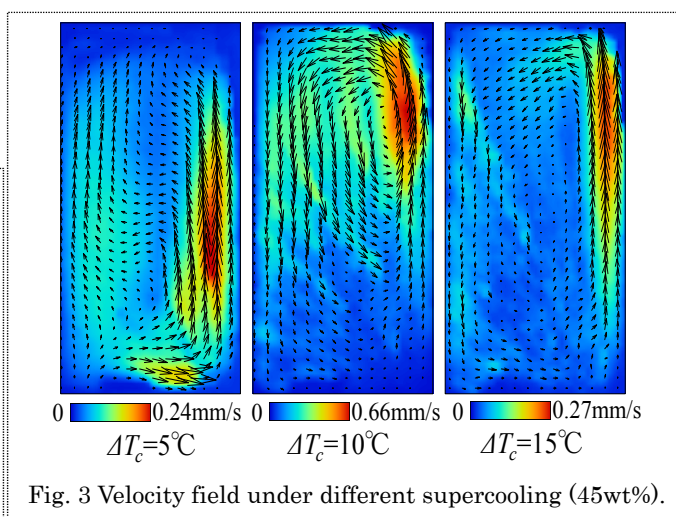 0 0.24mm/s 0 0.66mm/s 0 0.27mm/s
ΔTc=5℃ ΔTc=10℃ ΔTc=15℃
Fig. 3 Velocity field under different supercooling (45wt%).